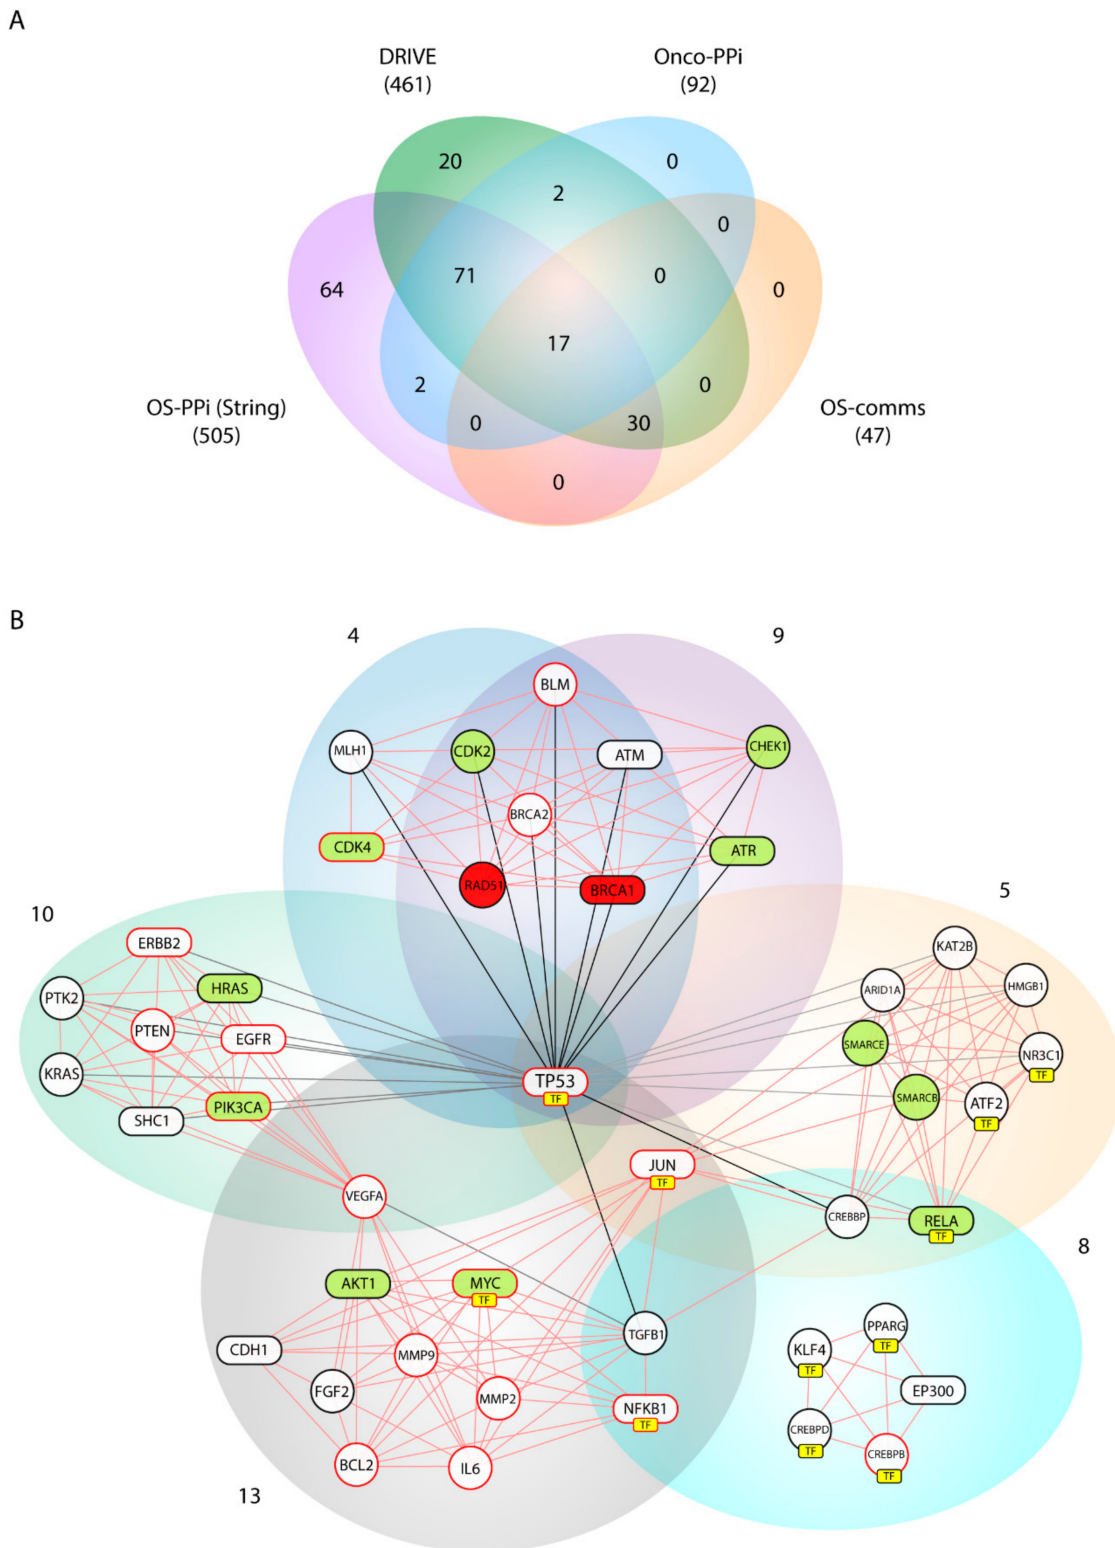 A
DRIVE
(461)
Onco-PPi
(92)
20
0
2
0
64
71
0
0
17
OS-PPi (String)
(505)
2
0
30
0
OS-comms
(47)
0
B
4
9
BLM
MLH1
CDK2
ATM
CHEK1
BRCA2
CDK4
ATR
RAD51
BRCA1
10
5
ERBB2
KAT2B
PTK2
HRAS
ARID1A
HMGB1
PTEN
EGFR
SMARCE
NR3C1
TF
KRAS
TP53
TF
SHC1
PIK3CA
SMARCB
ATF2
TF
JUN
TF
VEGFA
CREBBP
RELA
TF
8
AKT1
MYC
TF
PPARG
TF
CDH1
MMP9
TGFB1
KLF4
TF
FGF2
MMP2
EP300
NFKB1
TF
CREBPD
TF
CREBPB
TF
BCL2
IL6
13